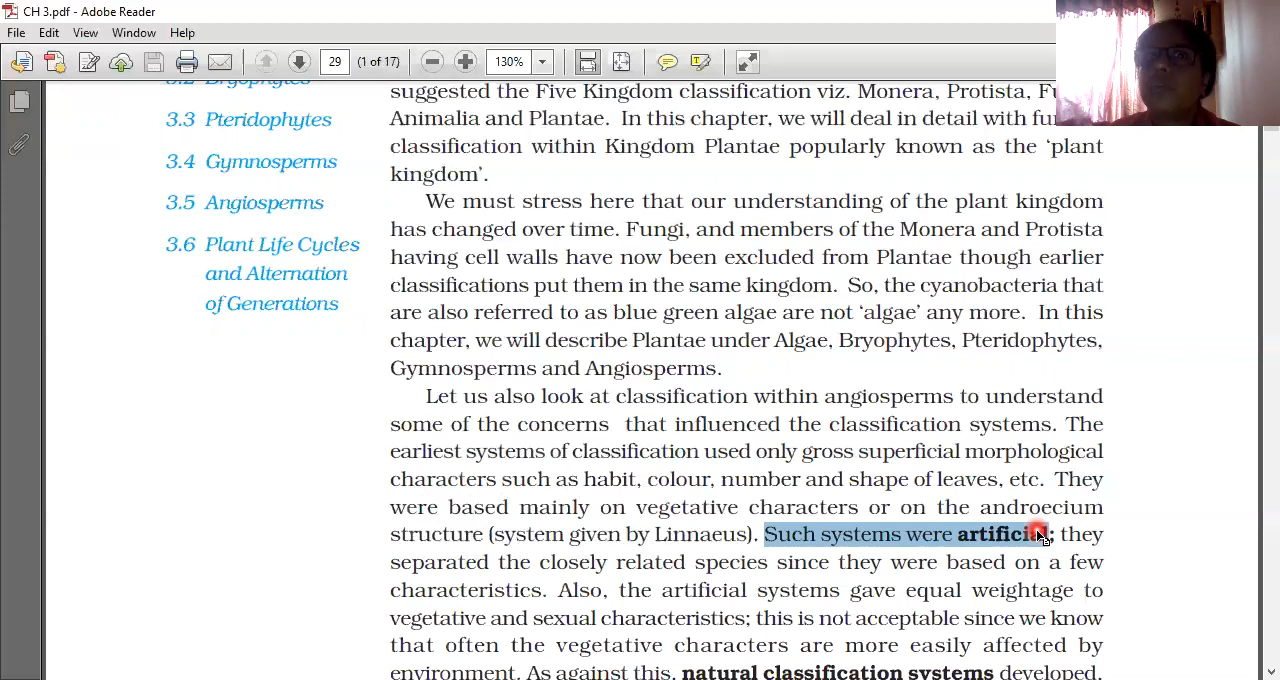 CH 3.pdf - Adobe Reader
File Edit View Window Help
29 (1 of 17) 130%
3.2 Bryophytes
3.3 Pteridophytes
3.4 Gymnosperms
3.5 Angiosperms
3.6 Plant Life Cycles
and Alternation
of Generations
suggested the Five Kingdom classification viz. Monera, Protista,
Animalia and Plantae. In this chapter, we will deal in detail with
classification within Kingdom Plantae popularly known as the ‘plant
kingdom’.
We must stress here that our understanding of the plant kingdom
has changed over time. Fungi, and members of the Monera and Protista
having cell walls have now been excluded from Plantae though earlier
classifications put them in the same kingdom. So, the cyanobacteria that
are also referred to as blue green algae are not ‘algae’ any more. In this
chapter, we will describe Plantae under Algae, Bryophytes, Pteridophytes,
Gymnosperms and Angiosperms.
Let us also look at classification within angiosperms to understand
some of the concerns that influenced the classification systems. The
earliest systems of classification used only gross superficial morphological
characters such as habit, colour, number and shape of leaves, etc. They
were based mainly on vegetative characters or on the androecium
structure (system given by Linnaeus). Such systems were artificial; they
separated the closely related species since they were based on a few
characteristics. Also, the artificial systems gave equal weightage to
vegetative and sexual characteristics; this is not acceptable since we know
that often the vegetative characters are more easily affected by
environment. As against this, natural classification systems developed,